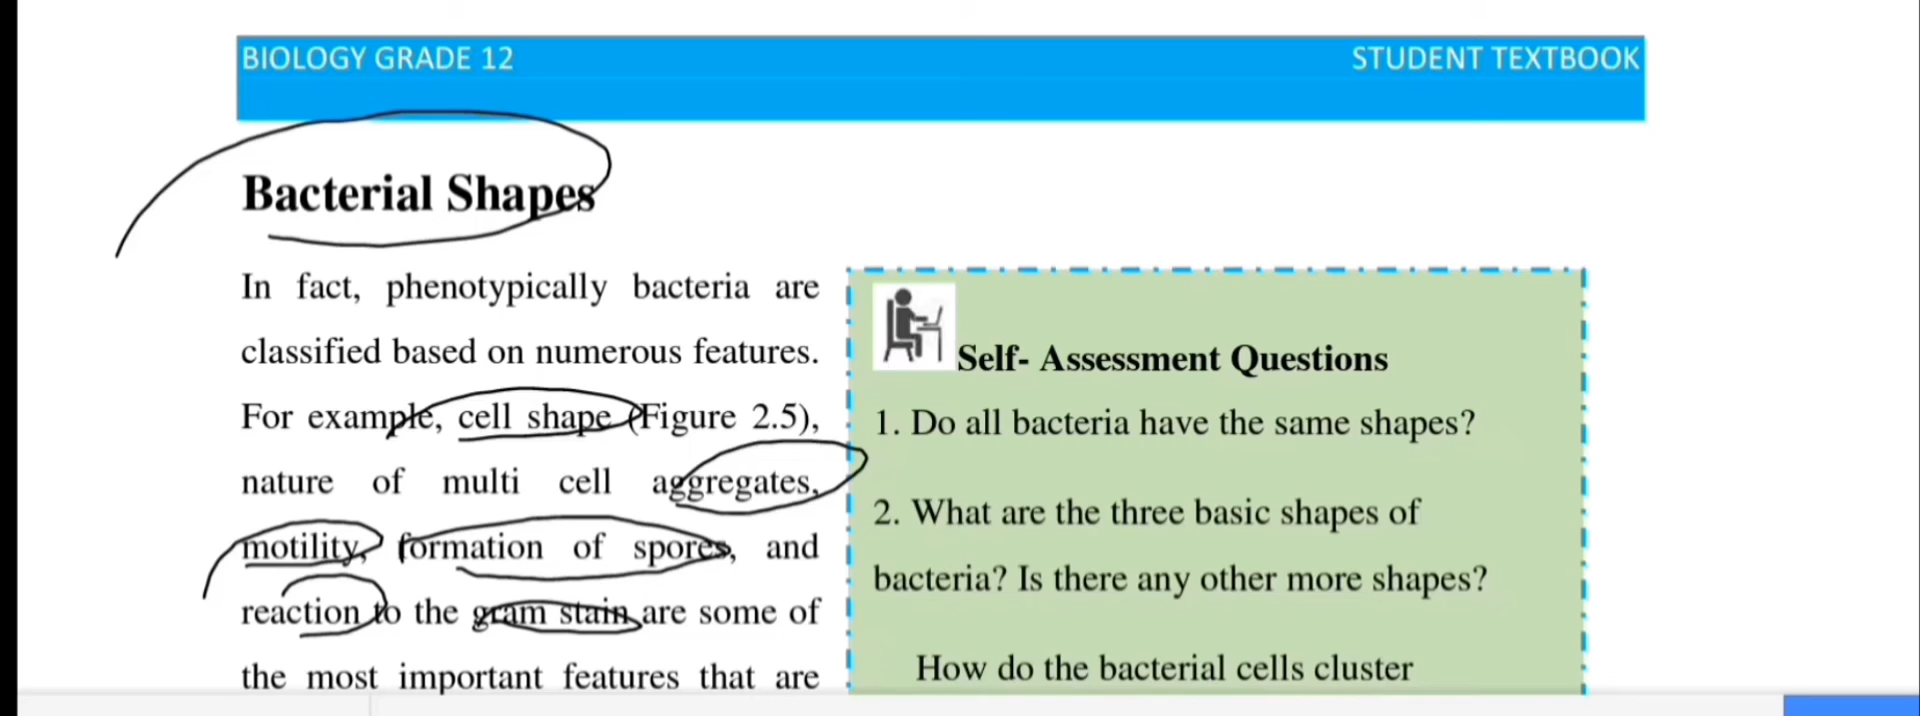 BIOLOGY GRADE 12 STUDENT TEXTBOOK
Bacterial Shapes
In fact, phenotypically bacteria are
classified based on numerous features.
For example, cell shape (Figure 2.5),
nature of multi cell aggregates,
motility, formation of spores, and
reaction to the gram stain are some of
the most important features that are
Self- Assessment Questions
1. Do all bacteria have the same shapes?
2. What are the three basic shapes of
bacteria? Is there any other more shapes?
How do the bacterial cells cluster